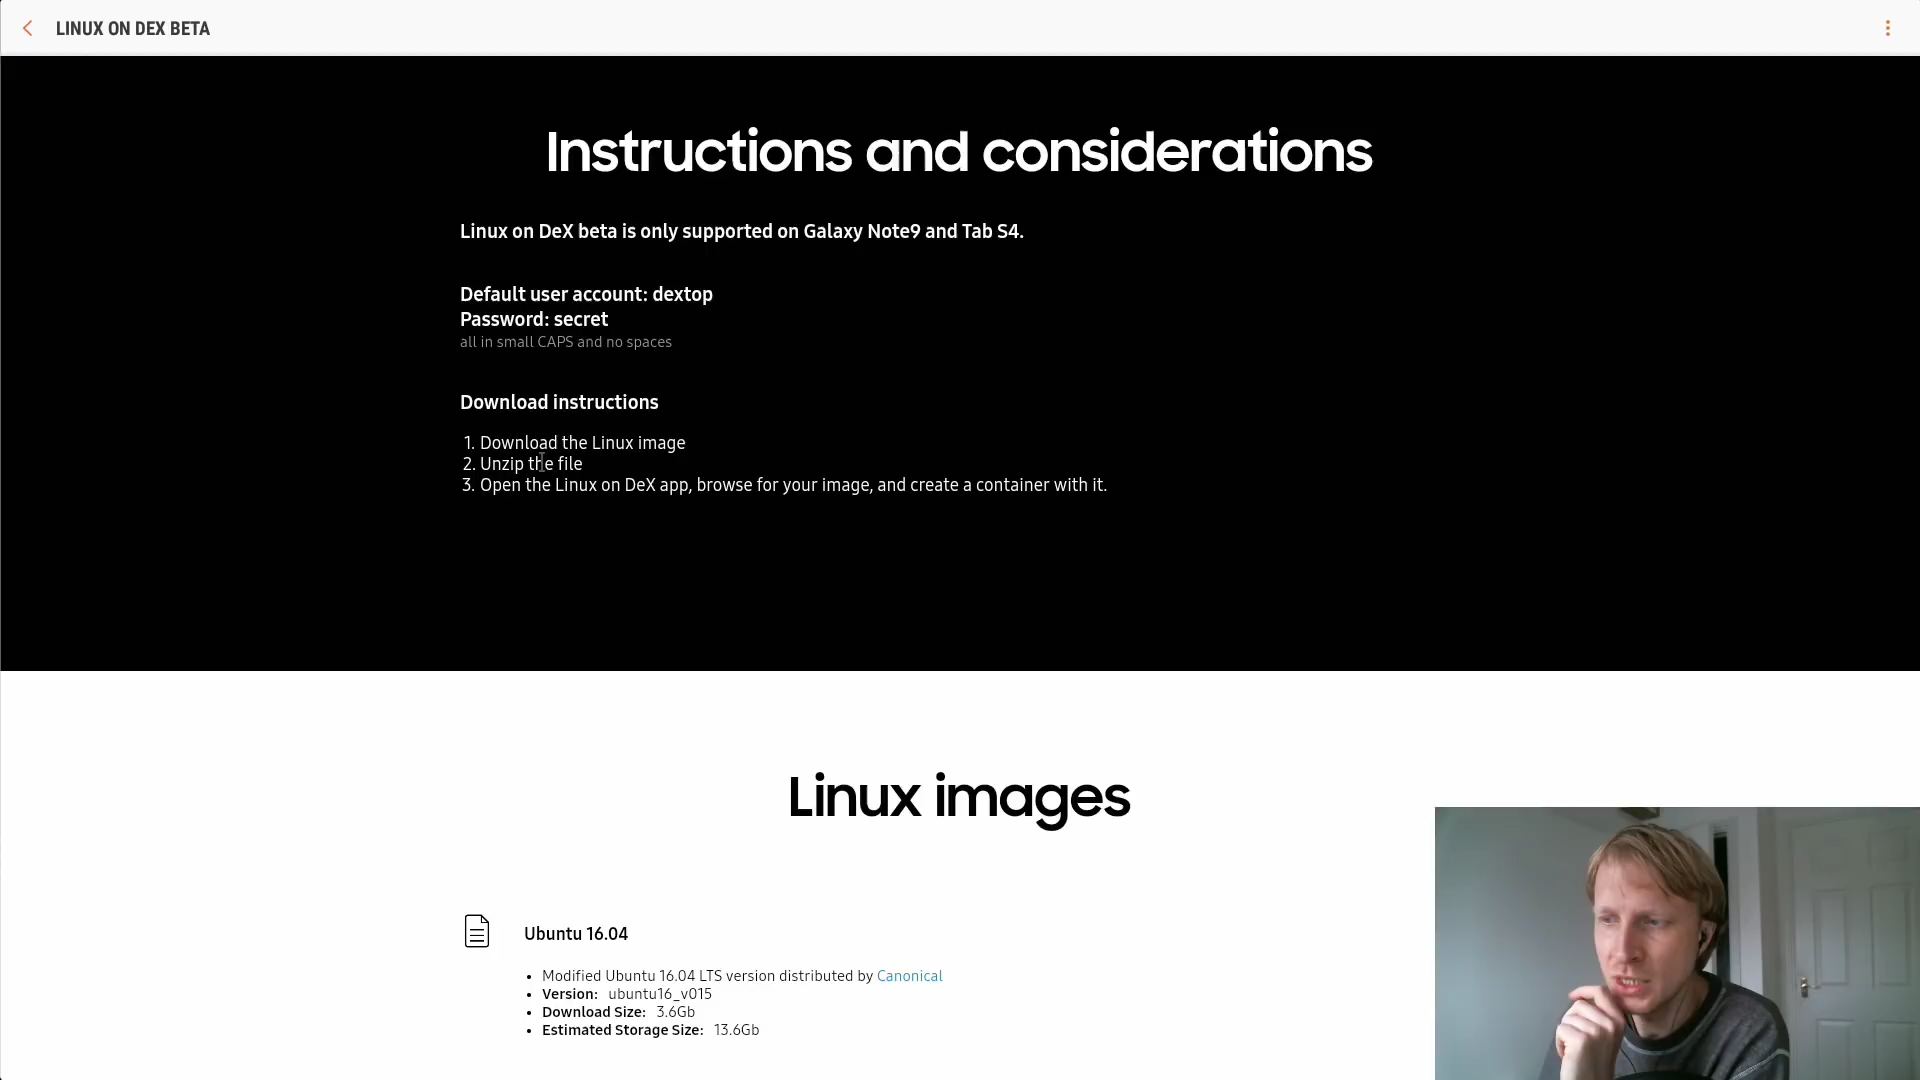 LINUX ON DEX BETA
Instructions and considerations
Linux on DeX beta is only supported on Galaxy Note9 and Tab S4.
Default user account: dextop
Password: secret
all in small CAPS and no spaces
Download instructions
1. Download the Linux image
2. Unzip the file
3. Open the Linux on DeX app, browse for your image, and create a container with it.
Linux images
Ubuntu 16.04
• Modified Ubuntu 16.04 LTS version distributed by Canonical
• Version: ubuntu16_v015
• Download Size: 3.6Gb
• Estimated Storage Size: 13.6Gb